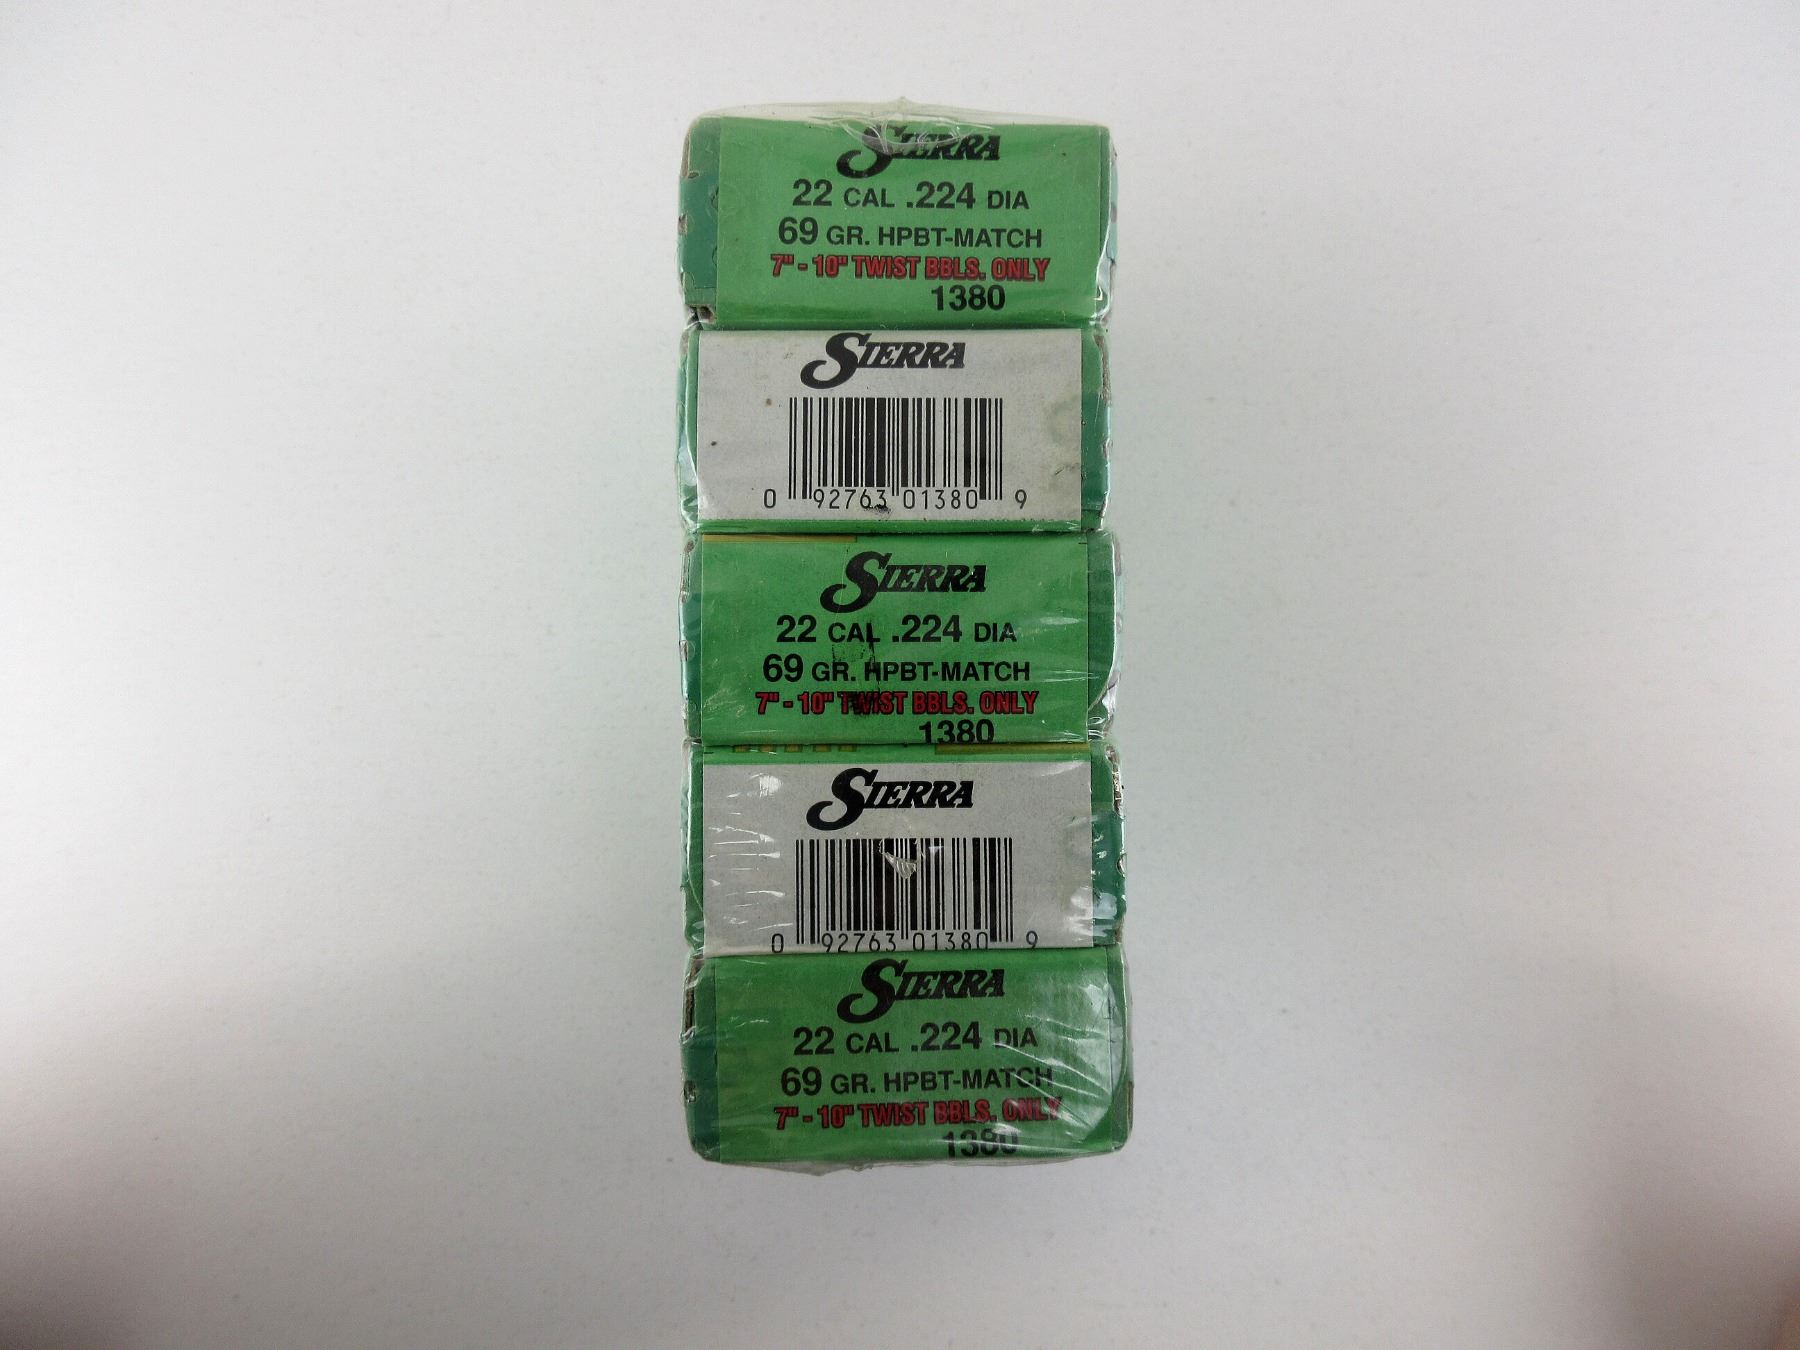 SIERRA
22 CAL .224 DIA
69 GR. HPBT-MATCH
7" - 10" TWIST BBLS. ONLY
1380
SIERRA
0 92763 01380 9
SIERRA
22 CAL .224 DIA
69 GR. HPBT-MATCH
7" - 10" TWIST BBLS. ONLY
1380
SIERRA
0 92763 01380 9
SIERRA
22 CAL .224 DIA
69 GR. HPBT-MATCH
7" - 10" TWIST BBLS. ONLY
1380